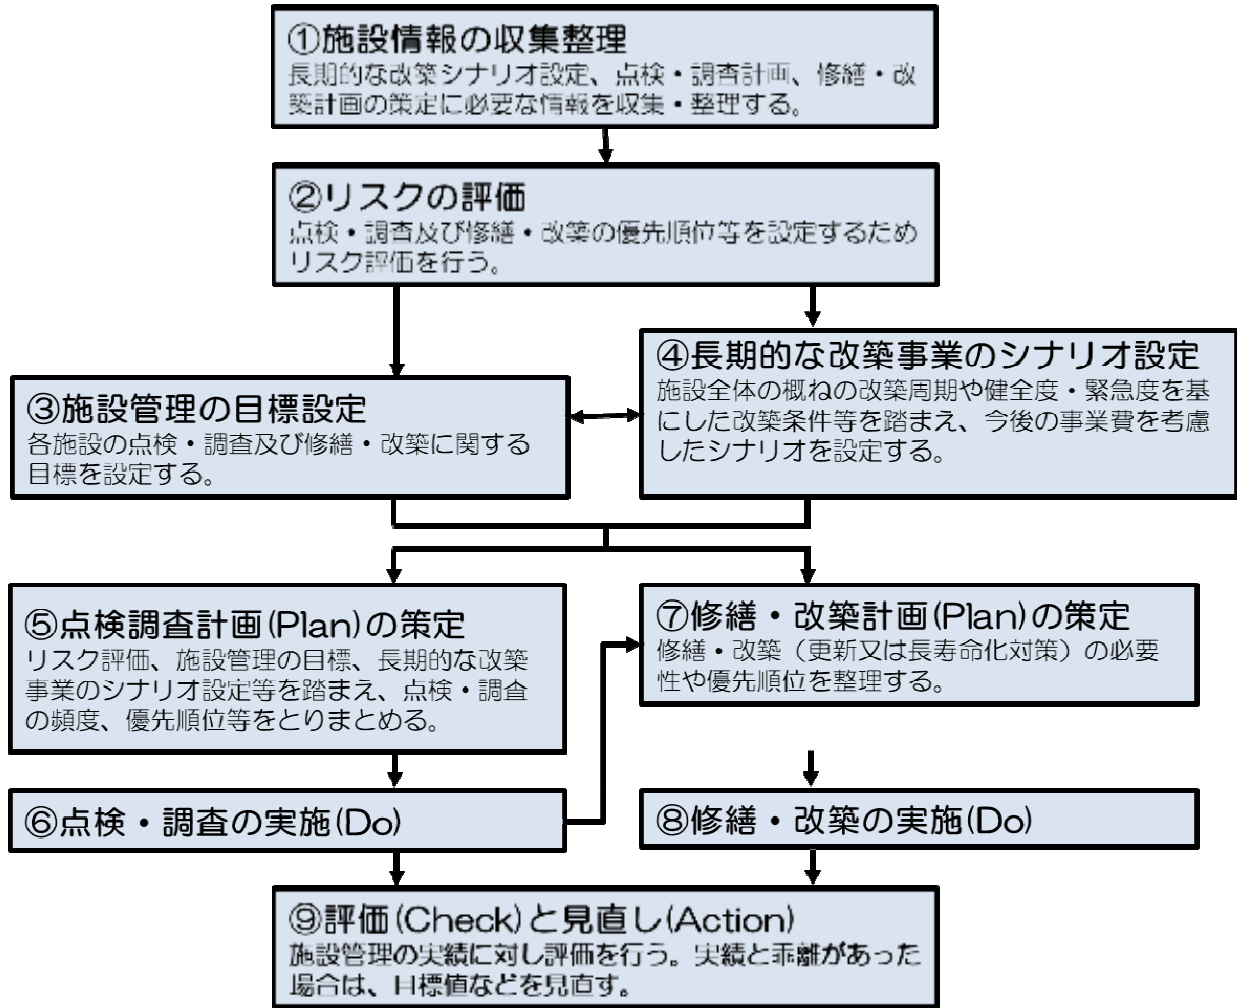 ①施設情報の収集整理
長期的な改築シナリオ設定、点検・調査計画、修繕・改
築計画の策定に必要な情報を収集・整理する。
②リスクの評価
点検・調査及び修繕・改築の優先順位等を設定するため
リスク評価を行う。
③施設管理の目標設定
各施設の点検・調査及び修繕・改築に関する
目標を設定する。
④長期的な改築事業のシナリオ設定
施設全体の概ねの改築周期や健全度・緊急度を基
にした改築条件等を踏まえ、今後の事業費を考慮
したシナリオを設定する。
⑤点検調査計画(Plan)の策定
リスク評価、施設管理の目標、長期的な改築
事業のシナリオ設定等を踏まえ、点検・調査
の頻度、優先順位等をとりまとめる。
⑥点検・調査の実施(Do)
⑦修繕・改築計画(Plan)の策定
修繕・改築（更新又は長寿命化対策）の必要
性や優先順位を整理する。
⑧修繕・改築の実施(Do)
⑨評価(Check)と見直し(Action)
施設管理の実績に対し評価を行う。実績と乖離があった
場合は、目標値などを見直す。